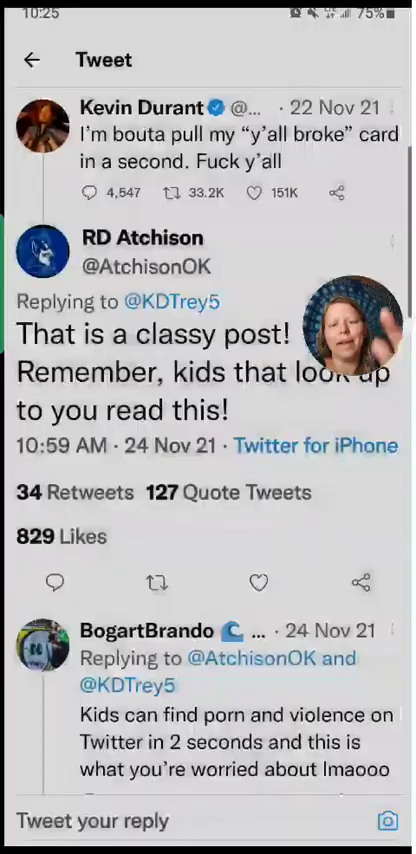 10:25
75%
Tweet
Kevin Durant @... · 22 Nov 21
I'm bouta pull my "y'all broke" card
in a second. Fuck y'all
4,547 33.2K 151K
RD Atchison
@AtchisonOK
Replying to @KDTrey5
That is a classy post!
Remember, kids that look up
to you read this!
10:59 AM · 24 Nov 21 · Twitter for iPhone
34 Retweets 127 Quote Tweets
829 Likes
BogartBrando ... · 24 Nov 21
Replying to @AtchisonOK and
@KDTrey5
Kids can find porn and violence on
Twitter in 2 seconds and this is
what you're worried about lmaooo
Tweet your reply